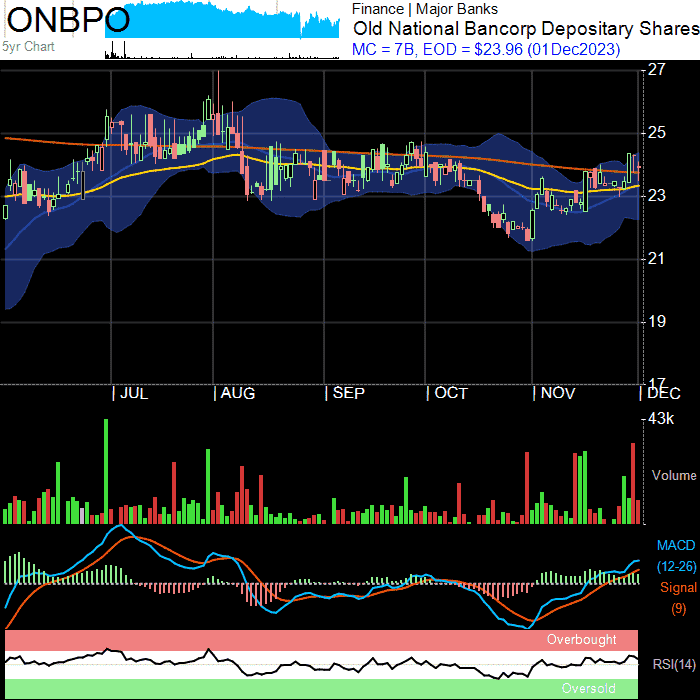 ONBPO
5yr Chart
Finance | Major Banks
Old National Bancorp Depositary Shares
MC = 7B, EOD = $23.96 (01Dec2023)
27
25
23
21
19
17
| JUL | AUG | SEP | OCT | NOV | DEC
43k
Volume
MACD
(12-26)
Signal
(9)
Overbought
RSI(14)
Oversold